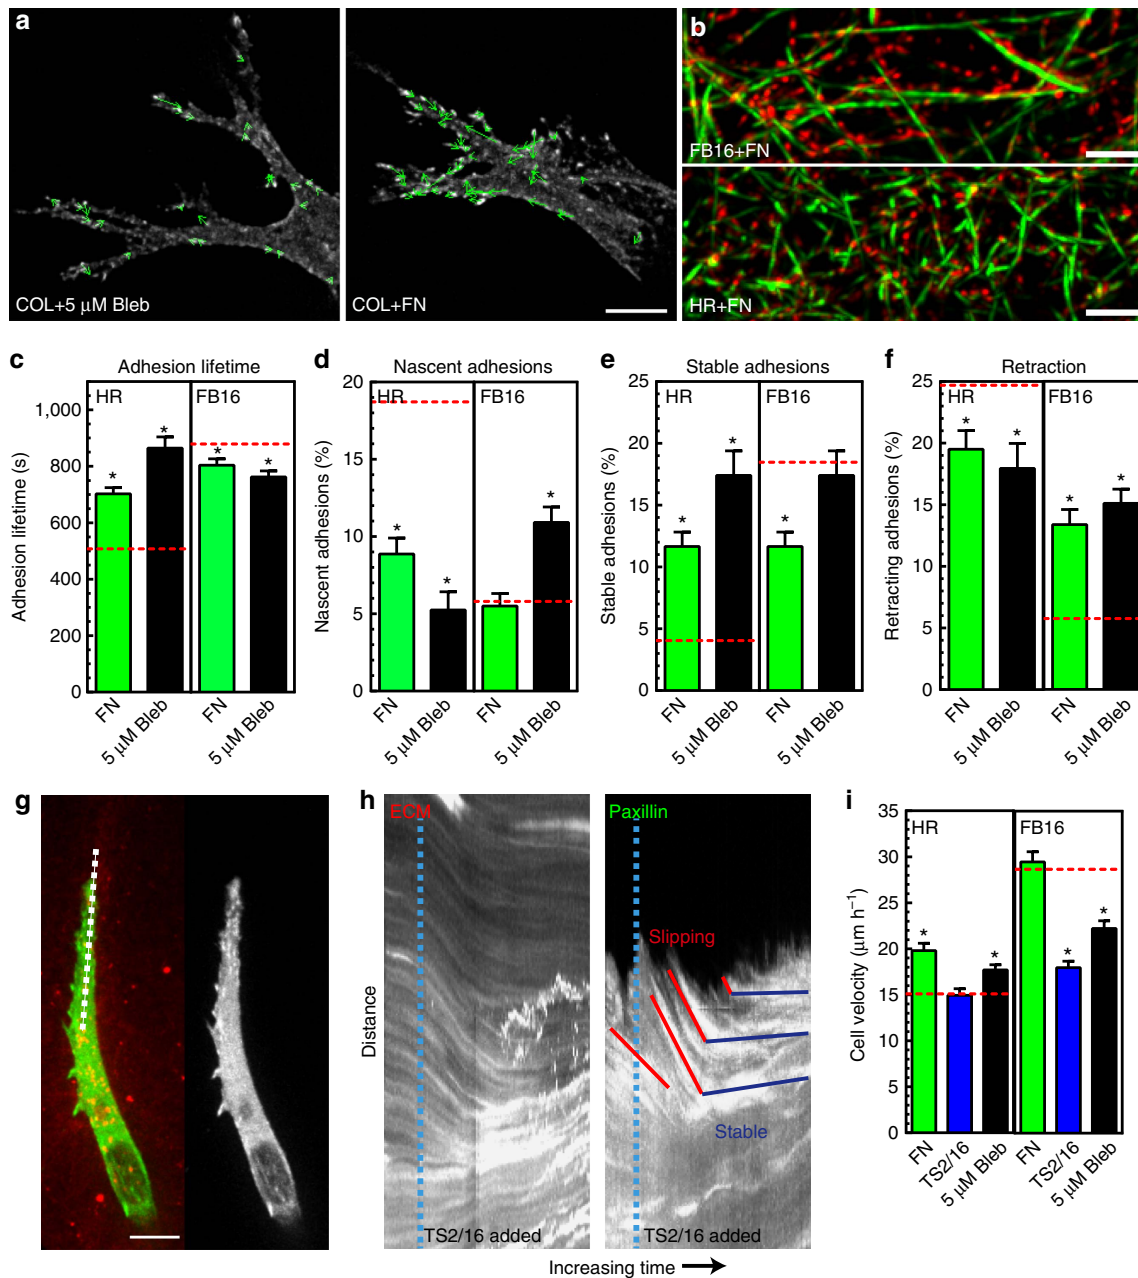 a
COL+5 µM Bleb
COL+FN
b
FB16+FN
HR+FN
c
Adhesion lifetime
HR
FB16
Adhesion lifetime (s)
1,000
800
600
400
200
0
* * * *
FN
5 µM Bleb
FN
5 µM Bleb
d
Nascent adhesions
HR
FB16
Nascent adhesions (%)
20
15
10
5
0
* * *
FN
5 µM Bleb
FN
5 µM Bleb
e
Stable adhesions
HR
FB16
Stable adhesions (%)
25
20
15
10
5
0
* * *
FN
5 µM Bleb
FN
5 µM Bleb
f
Retraction
HR
FB16
Retracting adhesions (%)
25
20
15
10
5
0
* * * *
FN
5 µM Bleb
FN
5 µM Bleb
g
h
ECM
Paxillin
Distance
Slipping
Stable
TS2/16 added
TS2/16 added
Increasing time
i
HR
FB16
Cell velocity (µm h⁻¹)
35
30
25
20
15
10
5
0
* * * *
FN
TS2/16
5 µM Bleb
FN
TS2/16
5 µM Bleb